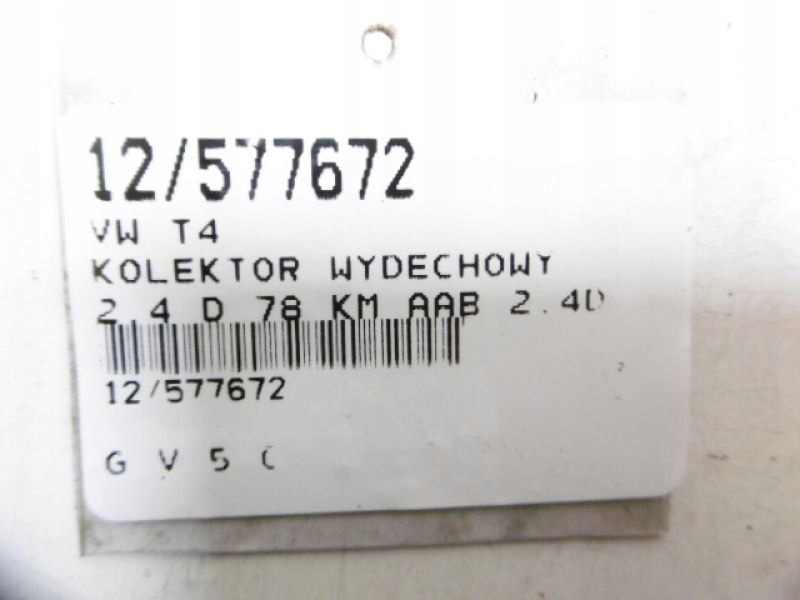 12/577672
VW T4
KOLEKTOR WYDECHOWY
2.4 D 78 KM AAB 2.4D
12/577672
G V 5